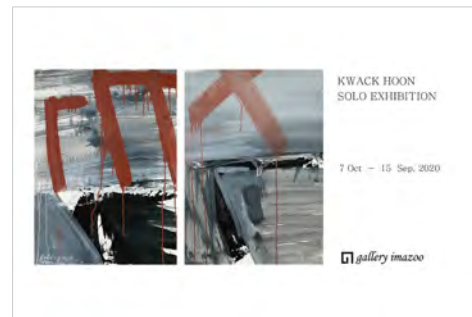 KWACK HOON
SOLO EXHIBITION
7 Oct - 15 Sep. 2020
gallery imazoo